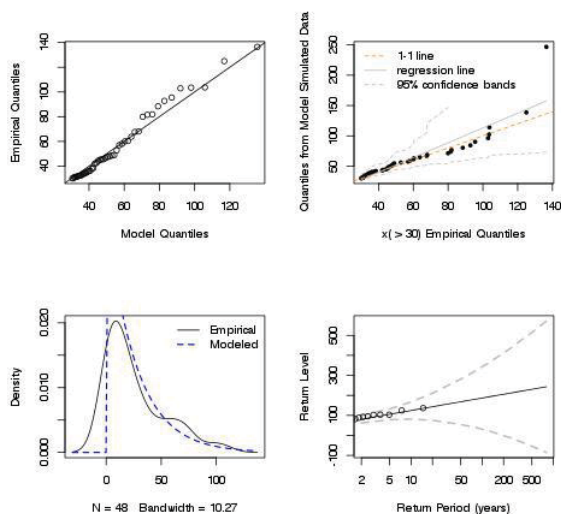 Empirical Quantiles
140
100
80
60
40
40 60 80 100 120
Model Quantiles
Quantiles from Model Simulated Data
250
200
150
100
50
1-1 line
regression line
95% confidence bands
40 60 80 100 120 140
x( > 30) Empirical Quantiles
Density
0.020
0.010
0.000
Empirical
Modeled
0 50 100
N = 48 Bandwidth = 10.27
Return Level
500
300
100
-100
2 5 10 50 200 500
Return Period (years)